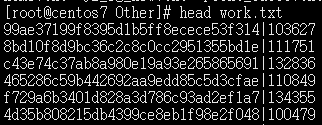 [root@centos7 Other]# head work.txt
99ae37199f8395d1b5ff8ecece53f314|103627
8bd10f8d9bc36c2c8c0cc2951355bd1e|111751
c43e74c37ab8a980e19a93e265865691|132836
465286c59b442692aa9edd85c5d3cfae|110849
f729a6b3401d828a3d786c93ad2ef1a7|134355
4d35b808215db4399ce8eb1f98e2f048|100479